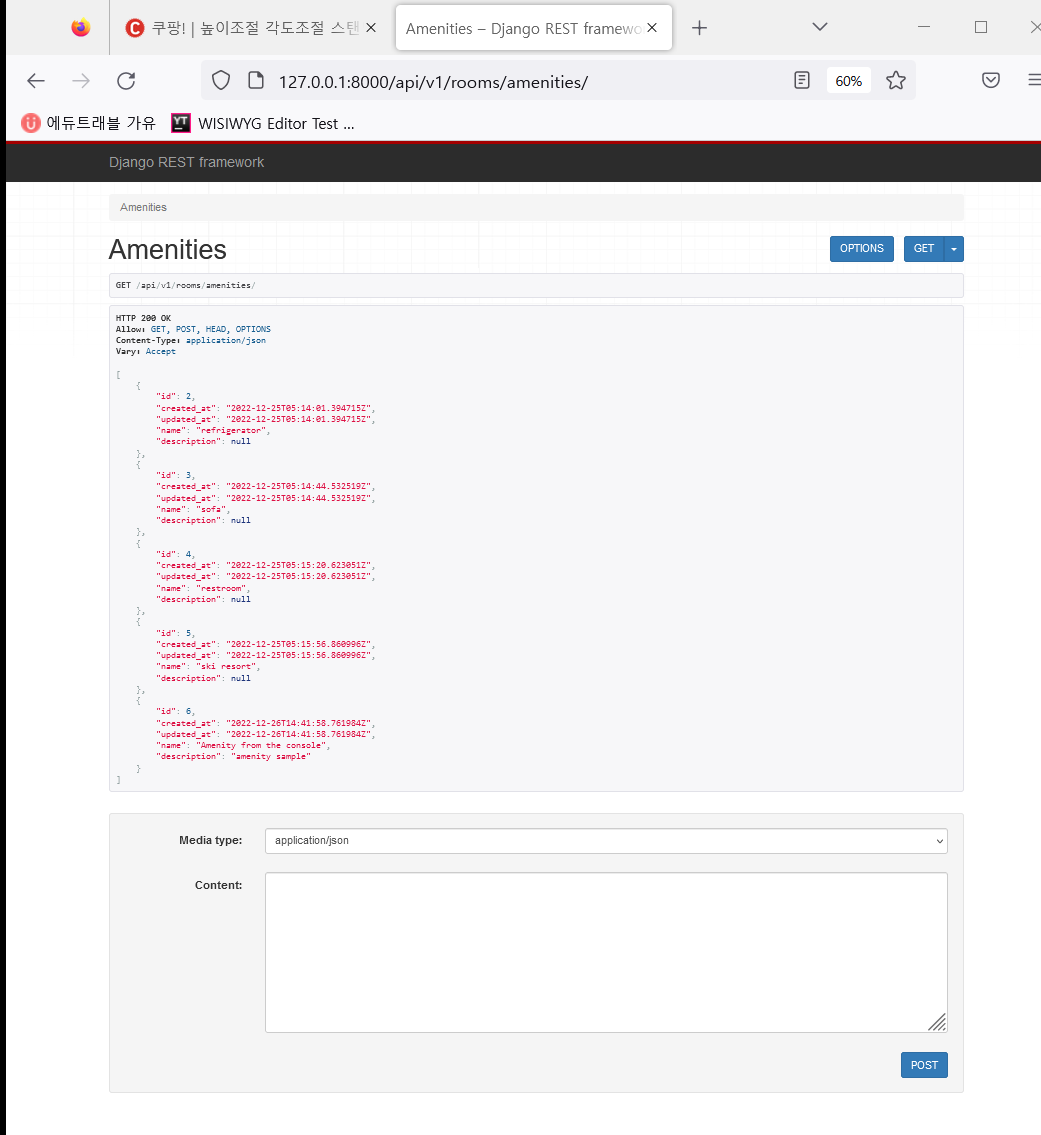 쿠팡! | 높이조절 각도조절 스탠
Amenities – Django REST framewo
127.0.0.1:8000/api/v1/rooms/amenities/
60%
에듀트래블 가유
WISIWYG Editor Test ...
Django REST framework
Amenities
Amenities
OPTIONS
GET
GET /api/v1/rooms/amenities/
HTTP 200 OK
Allow: GET, POST, HEAD, OPTIONS
Content-Type: application/json
Vary: Accept
[
{
"id": 2,
"created_at": "2022-12-25T05:14:01.394715Z",
"updated_at": "2022-12-25T05:14:01.394715Z",
"name": "refrigerator",
"description": null
},
{
"id": 3,
"created_at": "2022-12-25T05:14:44.532519Z",
"updated_at": "2022-12-25T05:14:44.532519Z",
"name": "sofa",
"description": null
},
{
"id": 4,
"created_at": "2022-12-25T05:15:20.623051Z",
"updated_at": "2022-12-25T05:15:20.623051Z",
"name": "restroom",
"description": null
},
{
"id": 5,
"created_at": "2022-12-25T05:15:56.860996Z",
"updated_at": "2022-12-25T05:15:56.860996Z",
"name": "ski resort",
"description": null
},
{
"id": 6,
"created_at": "2022-12-26T14:41:58.761984Z",
"updated_at": "2022-12-26T14:41:58.761984Z",
"name": "Amenity from the console",
"description": "amenity sample"
}
]
Media type:
application/json
Content:
POST